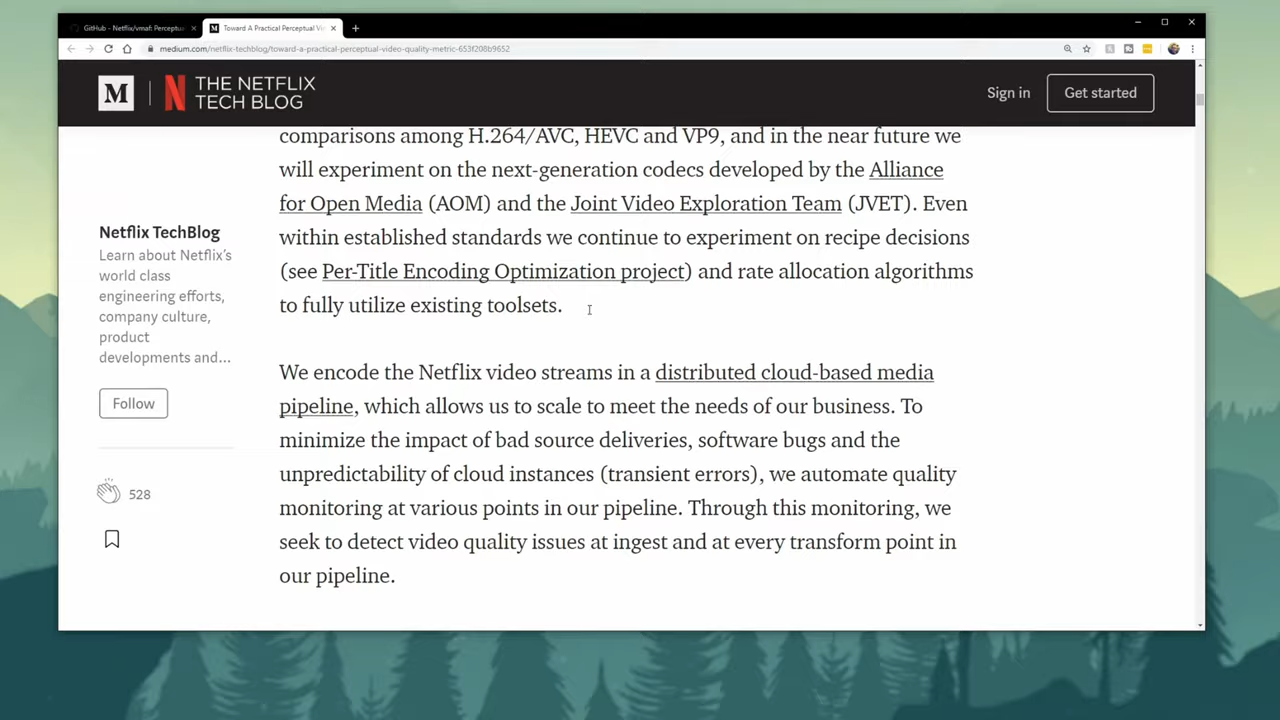 GitHub - Netflix/vmaf: Perceptu
Toward A Practical Perceptual Vi
medium.com/netflix-techblog/toward-a-practical-perceptual-video-quality-metric-653f208b9652
M
THE NETFLIX
TECH BLOG
Sign in
Get started
comparisons among H.264/AVC, HEVC and VP9, and in the near future we
will experiment on the next-generation codecs developed by the Alliance
for Open Media (AOM) and the Joint Video Exploration Team (JVET). Even
within established standards we continue to experiment on recipe decisions
(see Per-Title Encoding Optimization project) and rate allocation algorithms
to fully utilize existing toolsets.
We encode the Netflix video streams in a distributed cloud-based media
pipeline, which allows us to scale to meet the needs of our business. To
minimize the impact of bad source deliveries, software bugs and the
unpredictability of cloud instances (transient errors), we automate quality
monitoring at various points in our pipeline. Through this monitoring, we
seek to detect video quality issues at ingest and at every transform point in
our pipeline.
Netflix TechBlog
Learn about Netflix's
world class
engineering efforts,
company culture,
product
developments and...
Follow
528